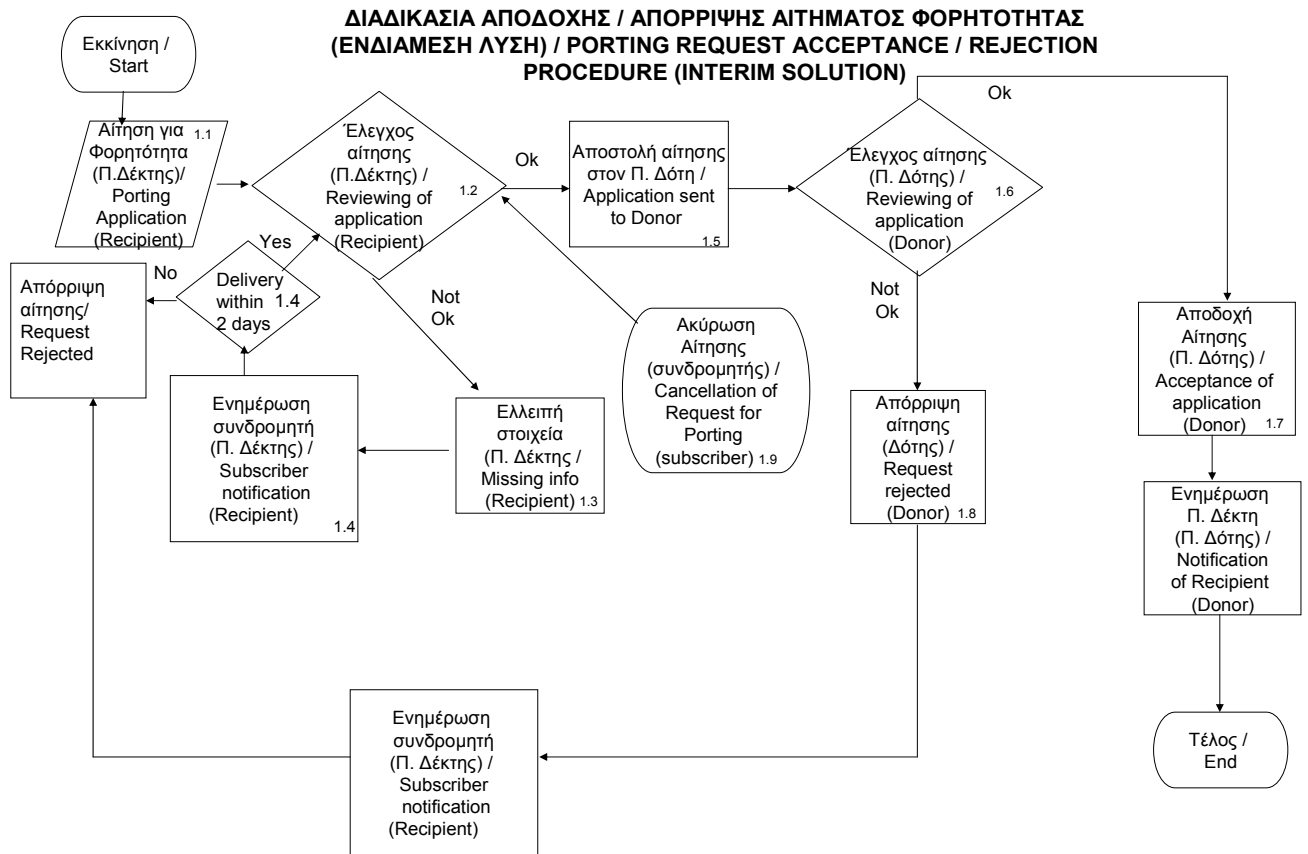 ΔΙΑΔΙΚΑΣΙΑ ΑΠΟΔΟΧΗΣ / ΑΠΟΡΡΙΨΗΣ ΑΙΤΗΜΑΤΟΣ ΦΟΡΗΤΟΤΗΤΑΣ
(ΕΝΔΙΑΜΕΣΗ ΛΥΣΗ) / PORTING REQUEST ACCEPTANCE / REJECTION
PROCEDURE (INTERIM SOLUTION)
Εκκίνηση /
Start
Αίτηση για 1.1
Φορητότητα
(Π.Δέκτης)/
Porting
Application
(Recipient)
Έλεγχος
αίτησης
(Π.Δέκτης) /
Reviewing of 1.2
application
(Recipient)
Ok
Αποστολή αίτησης
στον Π. Δότη /
Application sent
to Donor
1.5
Έλεγχος αίτησης
(Π. Δότης) / 1.6
Reviewing of
application
(Donor)
Ok
Yes
No
Delivery
within 1.4
2 days
Απόρριψη
αίτησης/
Request
Rejected
Not
Ok
Not
Ok
Ακύρωση
Αίτησης
(συνδρομητής) /
Cancellation of
Request for
Porting
(subscriber) 1.9
Αποδοχή
Αίτησης
(Π. Δότης) /
Acceptance of
application
(Donor) 1.7
Ενημέρωση
συνδρομητή
(Π. Δέκτης) /
Subscriber
notification
(Recipient)
1.4
Ελλειπή
στοιχεία
(Π. Δέκτης /
Missing info
(Recipient) 1.3
Απόρριψη
αίτησης
(Δότης) /
Request
rejected
(Donor) 1.8
Ενημέρωση
Π. Δέκτη
(Π. Δότης) /
Notification
of Recipient
(Donor)
Ενημέρωση
συνδρομητή
(Π. Δέκτης) /
Subscriber
notification
(Recipient)
Τέλος /
End